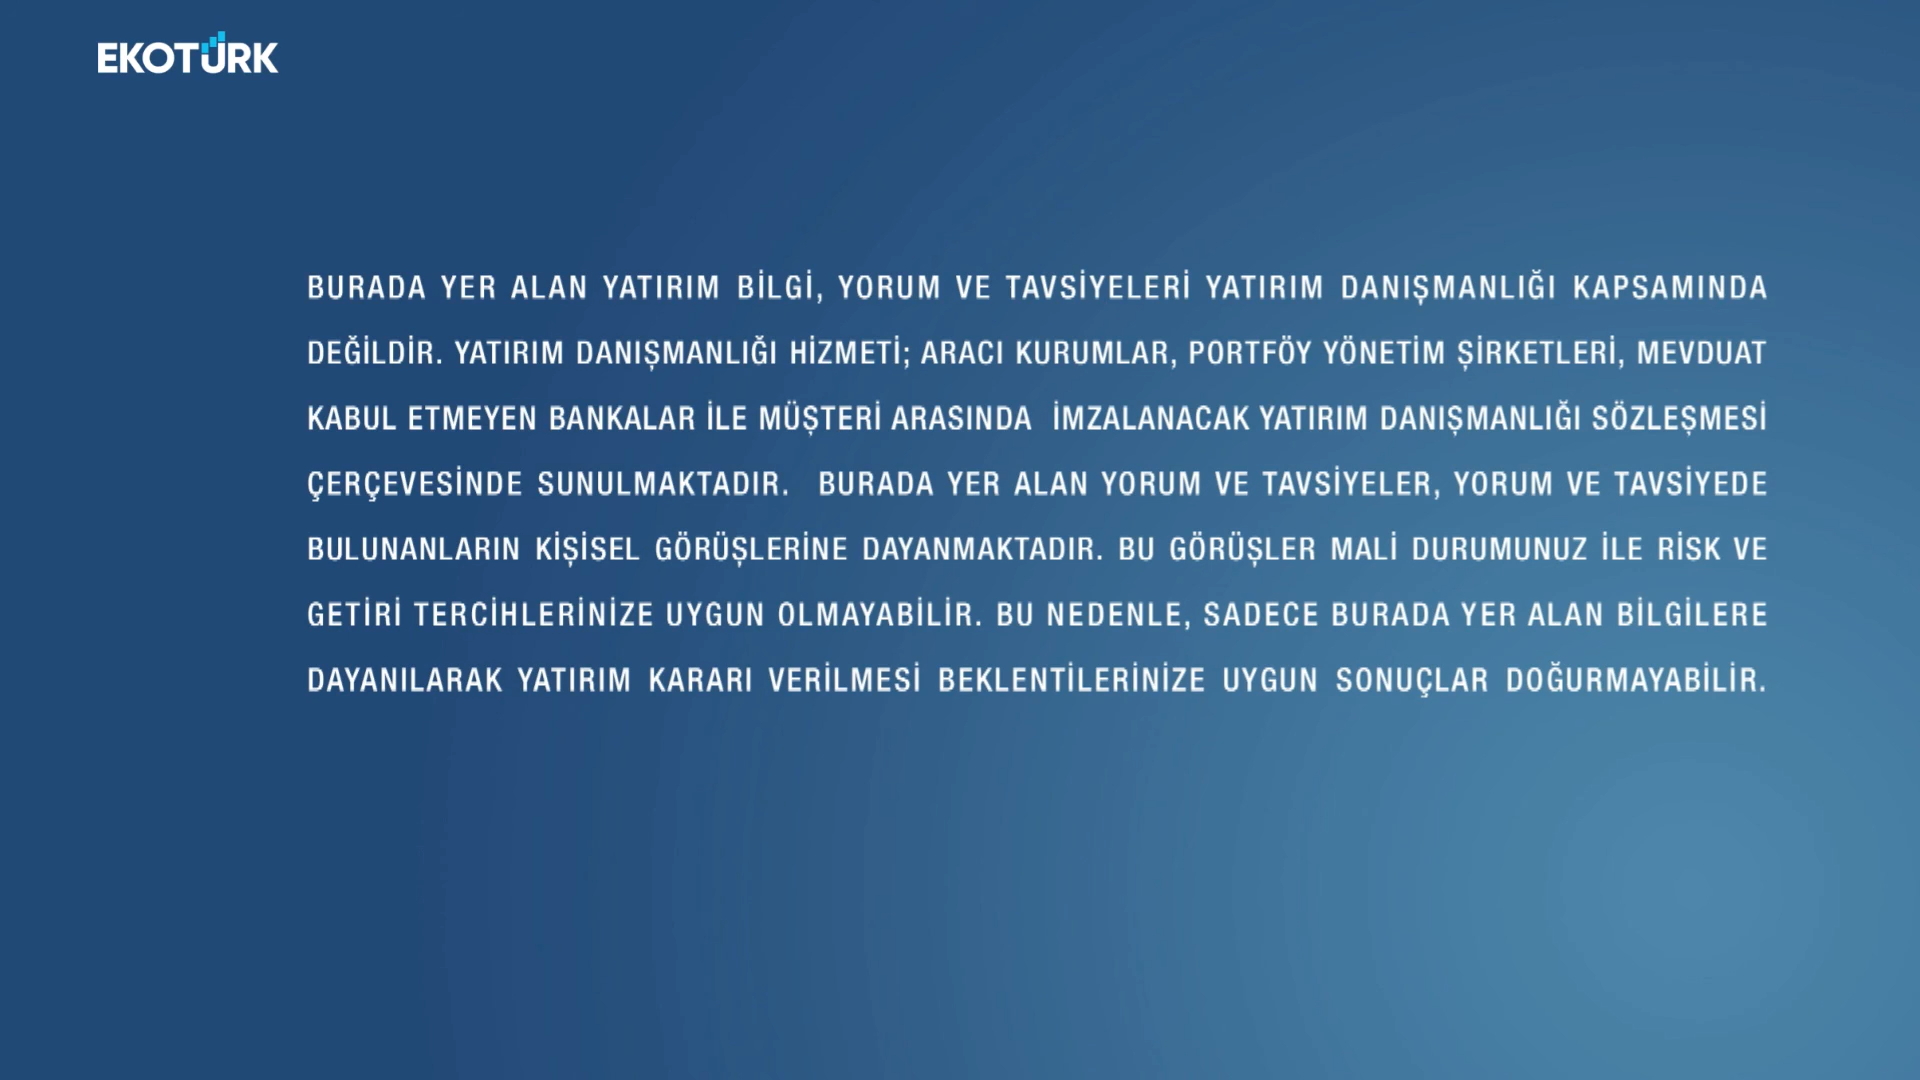 EKOTÜRK
BURADA YER ALAN YATIRIM BİLGİ, YORUM VE TAVSİYELERİ YATIRIM DANIŞMANLIĞI KAPSAMINDA
DEĞİLDİR. YATIRIM DANIŞMANLIĞI HİZMETİ; ARACI KURUMLAR, PORTFÖY YÖNETİM ŞİRKETLERİ, MEVDUAT
KABUL ETMEYEN BANKALAR İLE MÜŞTERİ ARASINDA İMZALANACAK YATIRIM DANIŞMANLIĞI SÖZLEŞMESİ
ÇERÇEVESİNDE SUNULMAKTADIR. BURADA YER ALAN YORUM VE TAVSİYELER, YORUM VE TAVSİYEDE
BULUNANLARIN KİŞİSEL GÖRÜŞLERİNE DAYANMAKTADIR. BU GÖRÜŞLER MALİ DURUMUNUZ İLE RİSK VE
GETİRİ TERCİHLERİNİZE UYGUN OLMAYABİLİR. BU NEDENLE, SADECE BURADA YER ALAN BİLGİLERE
DAYANILARAK YATIRIM KARARI VERİLMESİ BEKLENTİLERİNİZE UYGUN SONUÇLAR DOĞURMAYABİLİR.